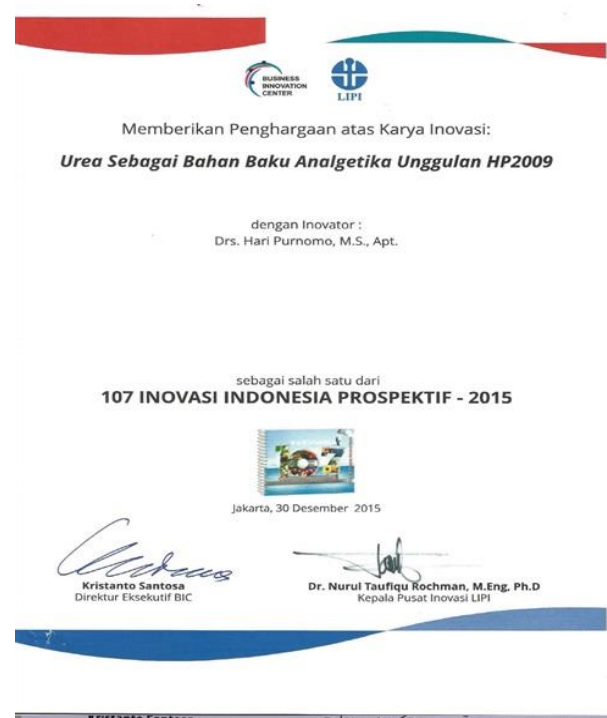 BUSINESS
INNOVATION
CENTER
LIPI
Memberikan Penghargaan atas Karya Inovasi:
Urea Sebagai Bahan Baku Analgetika Unggulan HP2009
dengan Inovator :
Drs. Hari Purnomo, M.S., Apt.
sebagai salah satu dari
107 INOVASI INDONESIA PROSPEKTIF - 2015
107
Jakarta, 30 Desember 2015
Kristanto Santosa
Direktur Eksekutif BIC
Dr. Nurul Taufiqu Rochman, M.Eng, Ph.D
Kepala Pusat Inovasi LIPI
Kristanto Santosa